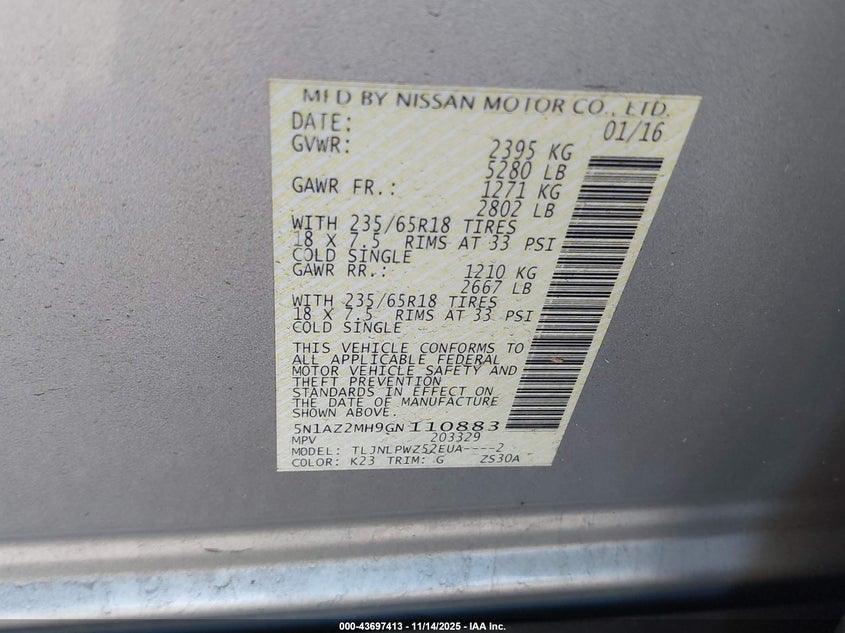 MFD BY NISSAN MOTOR CO., LTD.
DATE: 01/16
GVWR: 2395 KG
5280 LB
GAWR FR.: 1271 KG
2802 LB
WITH 235/65R18 TIRES
18 X 7.5 RIMS AT 33 PSI
COLD SINGLE
GAWR RR.: 1210 KG
2667 LB
WITH 235/65R18 TIRES
18 X 7.5 RIMS AT 33 PSI
COLD SINGLE
THIS VEHICLE CONFORMS TO
ALL APPLICABLE FEDERAL
MOTOR VEHICLE SAFETY AND
THEFT PREVENTION
STANDARDS IN EFFECT ON
THE DATE OF MANUFACTURE
SHOWN ABOVE.
5N1AZ2MH9GN110883
MPV 203329
MODEL: TLJNLPWZ52EUA----2
COLOR: K23 TRIM: G ZS30A
000-43697413 - 11/14/2025 - IAA Inc.